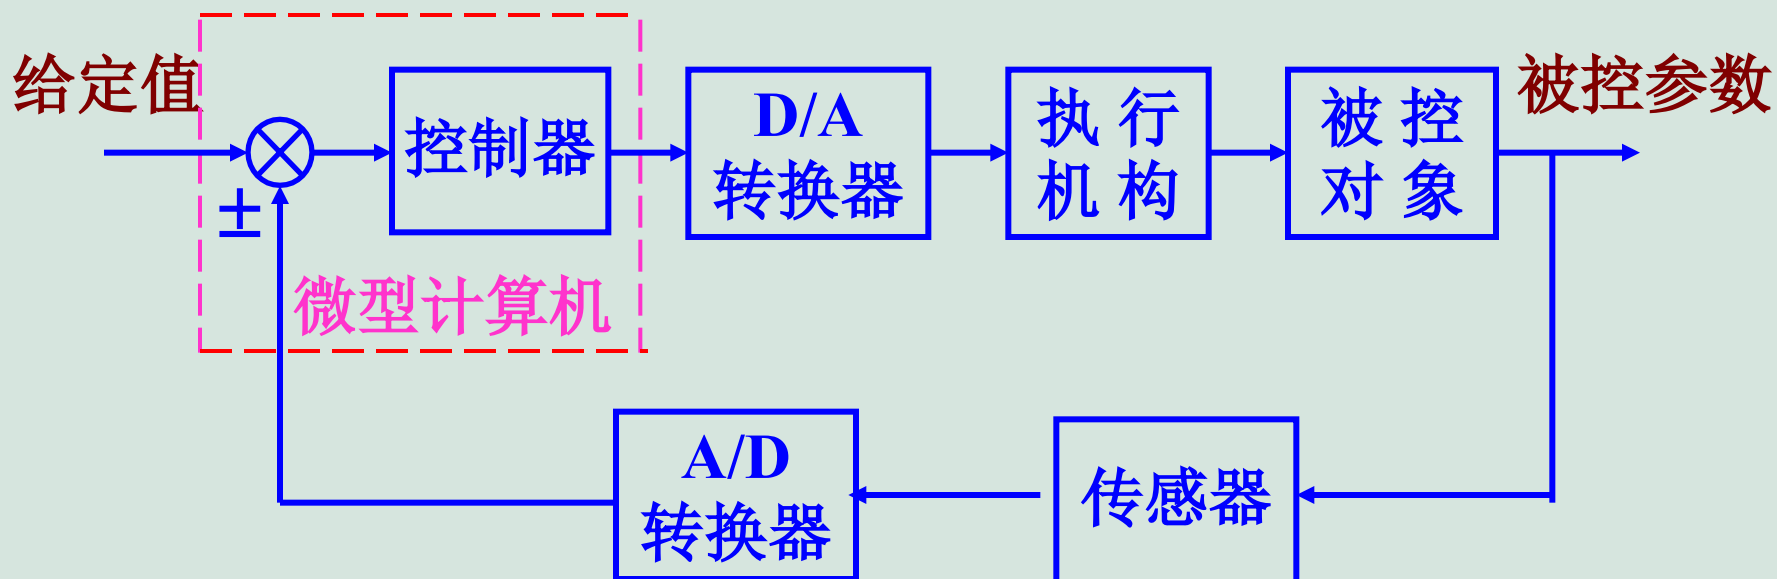 给定值
控制器
D/A
转换器
执行
机构
被控
对象
被控参数
±
微型计算机
A/D
转换器
传感器